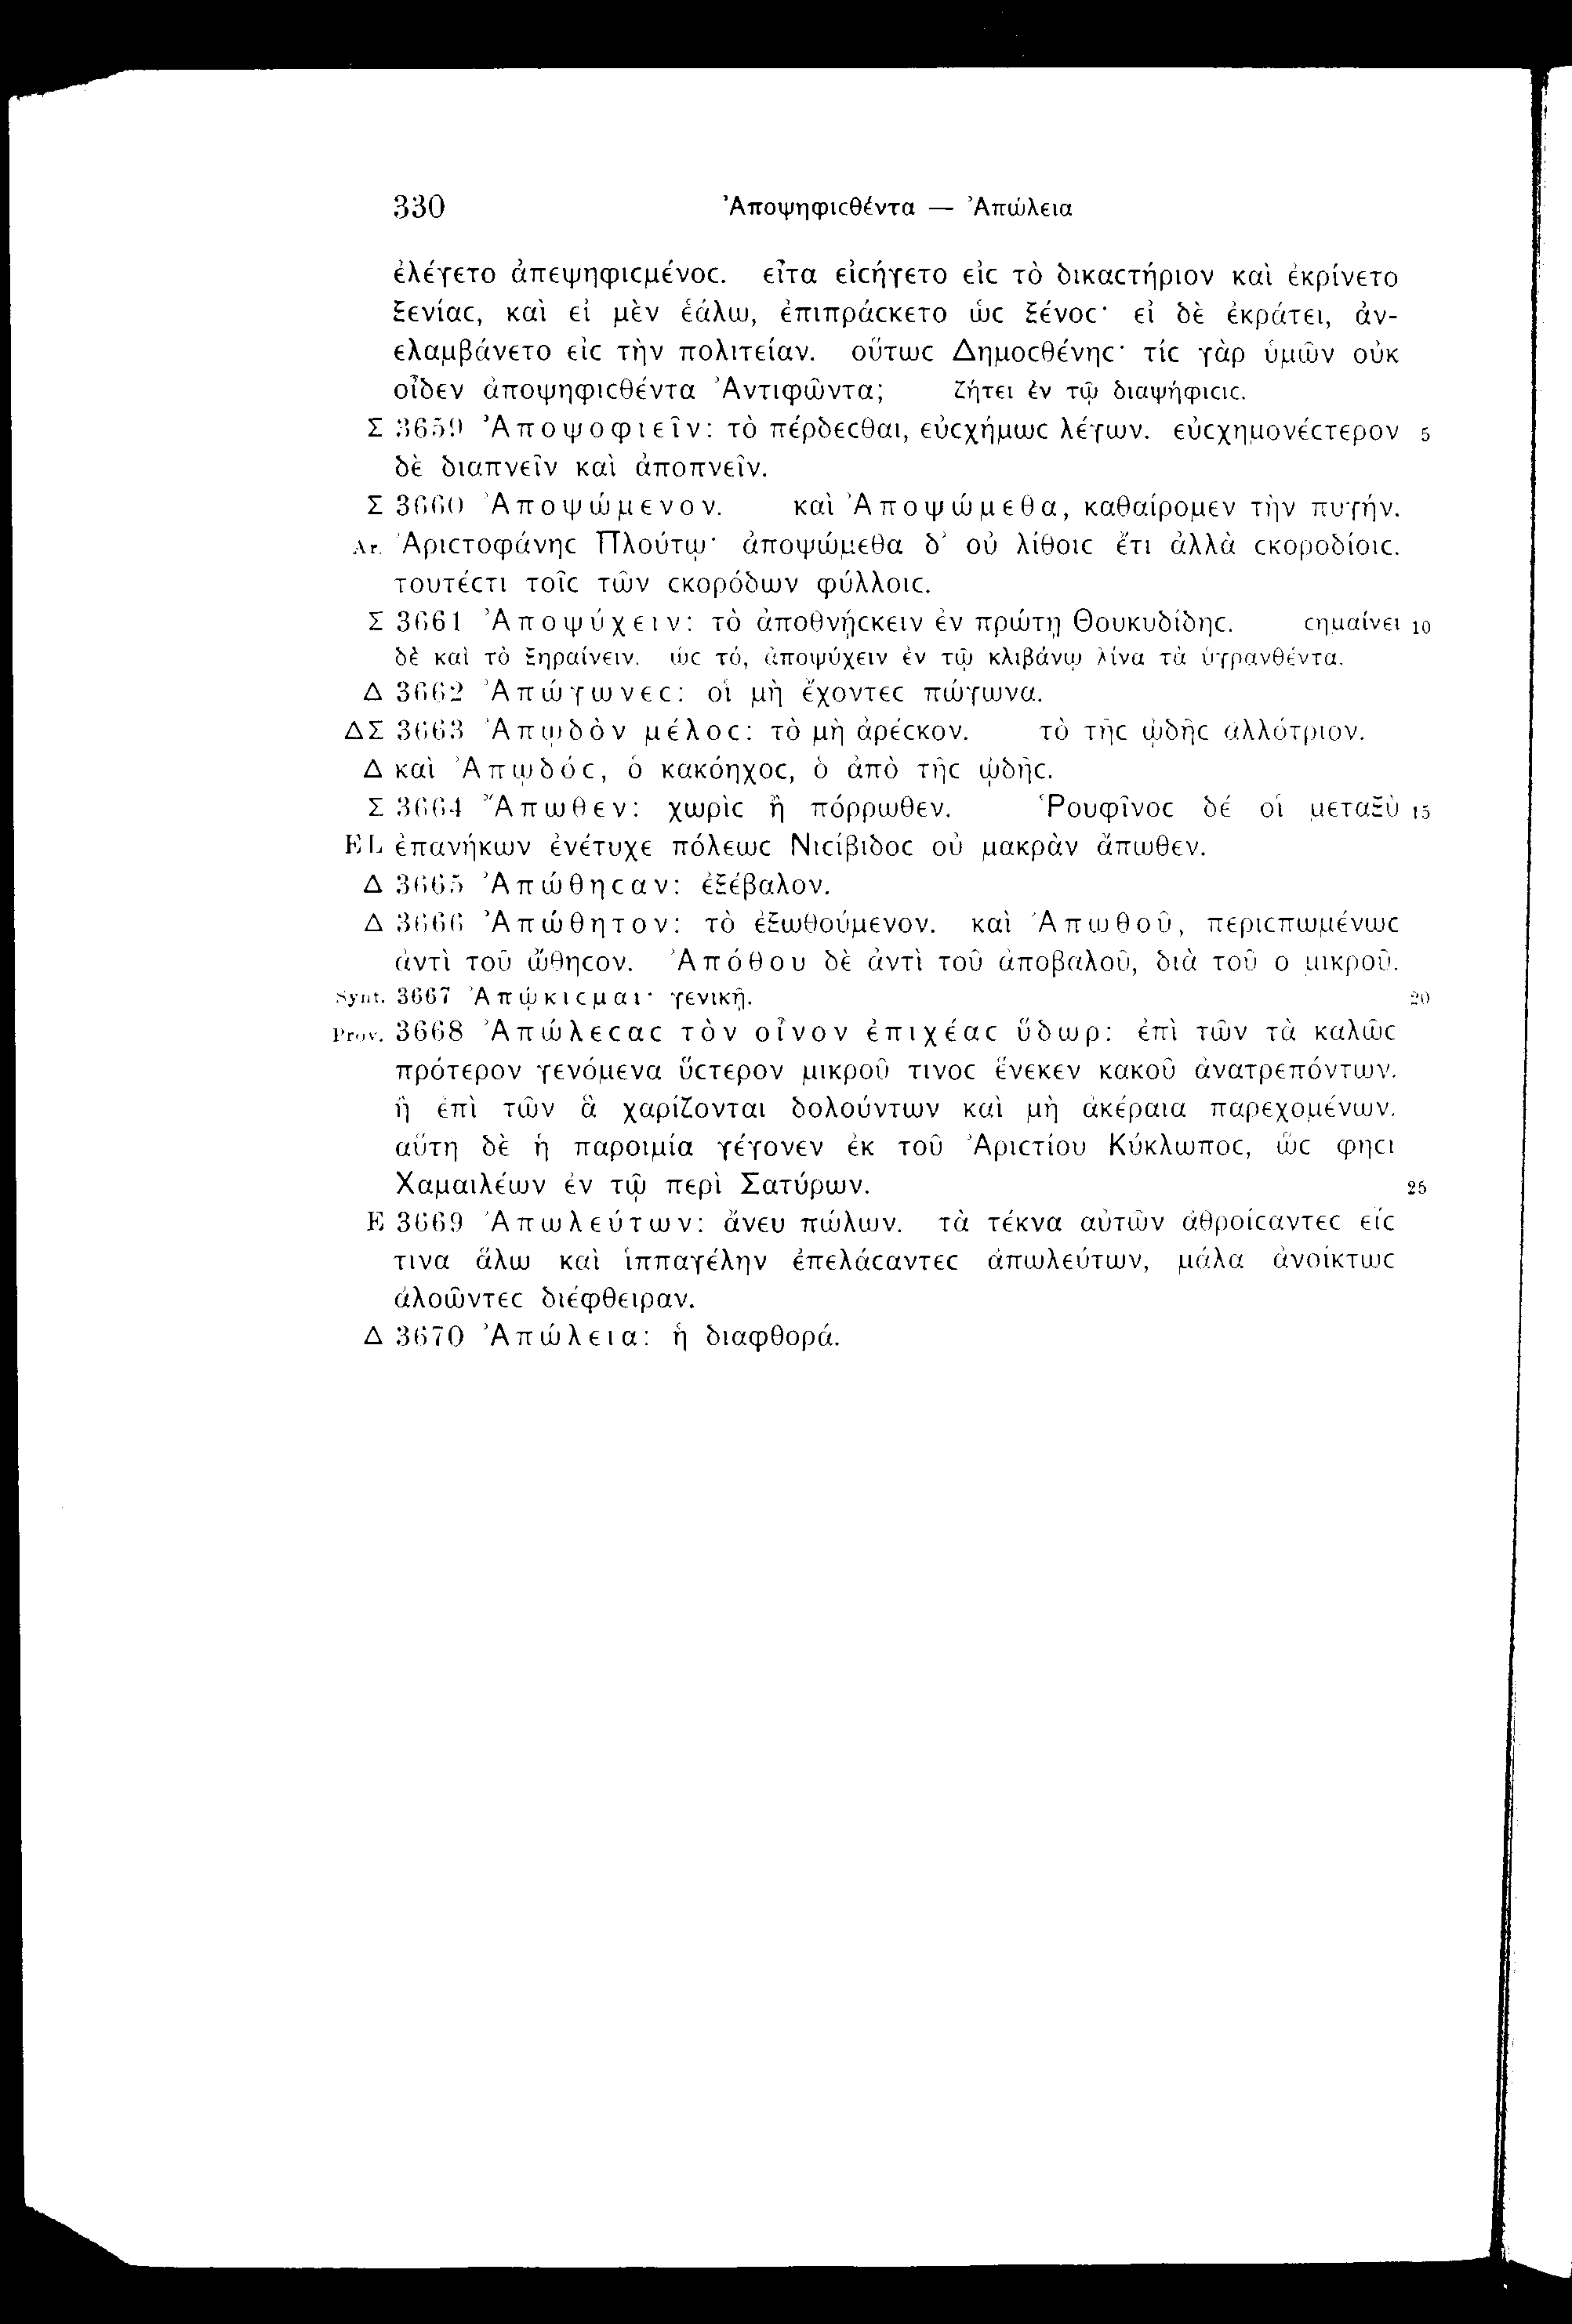 330 Ἀποψηφιϲθέντα — Ἀπώλεια
ἐλέγετο ἀπεψηφιϲμένοϲ. εἶτα εἰϲήγετο εἰϲ τὸ δικαϲτήριον καὶ ἐκρίνετο
ξενίαϲ, καὶ εἰ μὲν ἑάλω, ἐπιπράϲκετο ὡϲ ξένοϲ· εἰ δὲ ἐκράτει, ἀν-
ελαμβάνετο εἰϲ τὴν πολιτείαν. οὕτωϲ Δημοϲθένηϲ· τίϲ γὰρ ὑμῶν οὐκ
οἶδεν ἀποψηφιϲθέντα Ἀντιφῶντα; ζήτει ἐν τῷ διαψήφιϲιϲ.
Σ 3659 Ἀποψοφιεῖν: τὸ πέρδεϲθαι, εὐϲχήμωϲ λέγων. εὐϲχημονέϲτερον 5
δὲ διαπνεῖν καὶ ἀποπνεῖν.
Σ 3660 Ἀποψώμενον. καὶ Ἀποψώμεθα, καθαίρομεν τὴν πυγήν.
Ar. Ἀριϲτοφάνηϲ Πλούτῳ· ἀποψώμεθα δ' οὐ λίθοιϲ ἔτι ἀλλὰ ϲκοροδίοιϲ.
τουτέϲτι τοῖϲ τῶν ϲκορόδων φύλλοιϲ.
Σ 3661 Ἀποψύχειν: τὸ ἀποθνήϲκειν ἐν πρώτῃ Θουκυδίδηϲ. ϲημαίνει 10
δὲ καὶ τὸ ξηραίνειν. ὡϲ τό, ἀποψύχειν ἐν τῷ κλιβάνῳ λίνα τὰ ὑγρανθέντα.
Δ 3662 Ἀπώγωνεϲ: οἱ μὴ ἔχοντεϲ πώγωνα.
ΔΣ 3663 Ἀπῳδὸν μέλοϲ: τὸ μὴ ἀρέϲκον. τὸ τῆϲ ᾠδῆϲ ἀλλότριον.
Δ καὶ Ἀπῳδόϲ, ὁ κακόηχοϲ, ὁ ἀπὸ τῆϲ ᾠδῆϲ.
Σ 3664 Ἄπωθεν: χωρὶϲ ἢ πόρρωθεν. Ῥουφῖνοϲ δέ οἱ μεταξὺ 15
EL ἐπανήκων ἐνέτυχε πόλεωϲ Νιϲίβιδοϲ οὐ μακρὰν ἄπωθεν.
Δ 3665 Ἀπώθηϲαν: ἐξέβαλον.
Δ 3666 Ἀπώθητον: τὸ ἐξωθούμενον. καὶ Ἀπωθοῦ, περιϲπωμένωϲ
ἀντὶ τοῦ ὤθηϲον. Ἀπόθου δὲ ἀντὶ τοῦ ἀποβαλοῦ, διὰ τοῦ ο μικροῦ.
Synt. 3667 Ἀπῴκιϲμαι· γενικῇ. 20
Prov. 3668 Ἀπώλεϲαϲ τὸν οἶνον ἐπιχέαϲ ὕδωρ: ἐπὶ τῶν τὰ καλῶϲ
πρότερον γενόμενα ὕϲτερον μικροῦ τινοϲ ἕνεκεν κακοῦ ἀνατρεπόντων.
ἢ ἐπὶ τῶν ἃ χαρίζονται δολούντων καὶ μὴ ἀκέραια παρεχομένων.
αὕτη δὲ ἡ παροιμία γέγονεν ἐκ τοῦ Ἀριϲτίου Κύκλωποϲ, ὥϲ φηϲι
Χαμαιλέων ἐν τῷ περὶ Σατύρων. 25
E 3669 Ἀπωλεύτων: ἄνευ πώλων. τὰ τέκνα αὐτῶν ἀθροίϲαντεϲ εἴϲ
τινα ἅλω καὶ ἱππαγέλην ἐπελάϲαντεϲ ἀπωλεύτων, μάλα ἀνοίκτωϲ
ἀλοῶντεϲ διέφθειραν.
Δ 3670 Ἀπώλεια: ἡ διαφθορά.